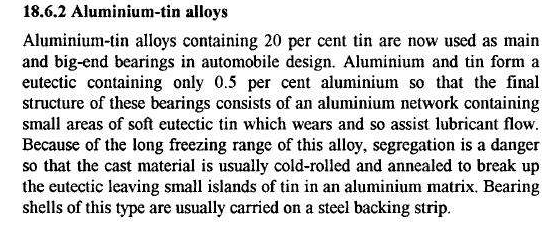 18.6.2 Aluminium-tin alloys
Aluminium-tin alloys containing 20 per cent tin are now used as main
and big-end bearings in automobile design. Aluminium and tin form a
eutectic containing only 0.5 per cent aluminium so that the final
structure of these bearings consists of an aluminium network containing
small areas of soft eutectic tin which wears and so assist lubricant flow.
Because of the long freezing range of this alloy, segregation is a danger
so that the cast material is usually cold-rolled and annealed to break up
the eutectic leaving small islands of tin in an aluminium matrix. Bearing
shells of this type are usually carried on a steel backing strip.